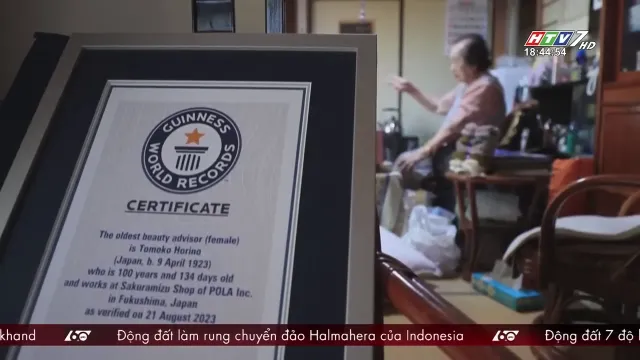 HTV7 HD
18:44:54
GUINNESS
WORLD RECORDS
CERTIFICATE
The oldest beauty advisor (female)
is Tomoko Horino
(Japan, b. 9 April 1923)
who is 100 years and 134 days old
and works at Sakuramizu Shop of POLA Inc.
in Fukushima, Japan
as verified on 21 August 2023
khand 60 Động đất làm rung chuyển đảo Halmahera của Indonesia 60 Động đất 7 độ